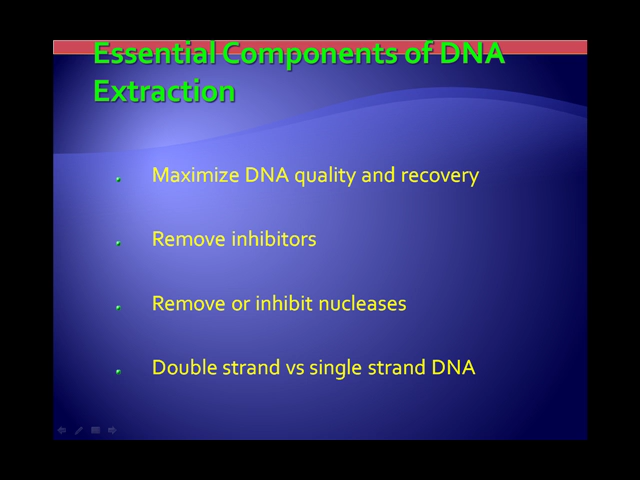 Essential Components of DNA
Extraction
Maximize DNA quality and recovery
Remove inhibitors
Remove or inhibit nucleases
Double strand vs single strand DNA